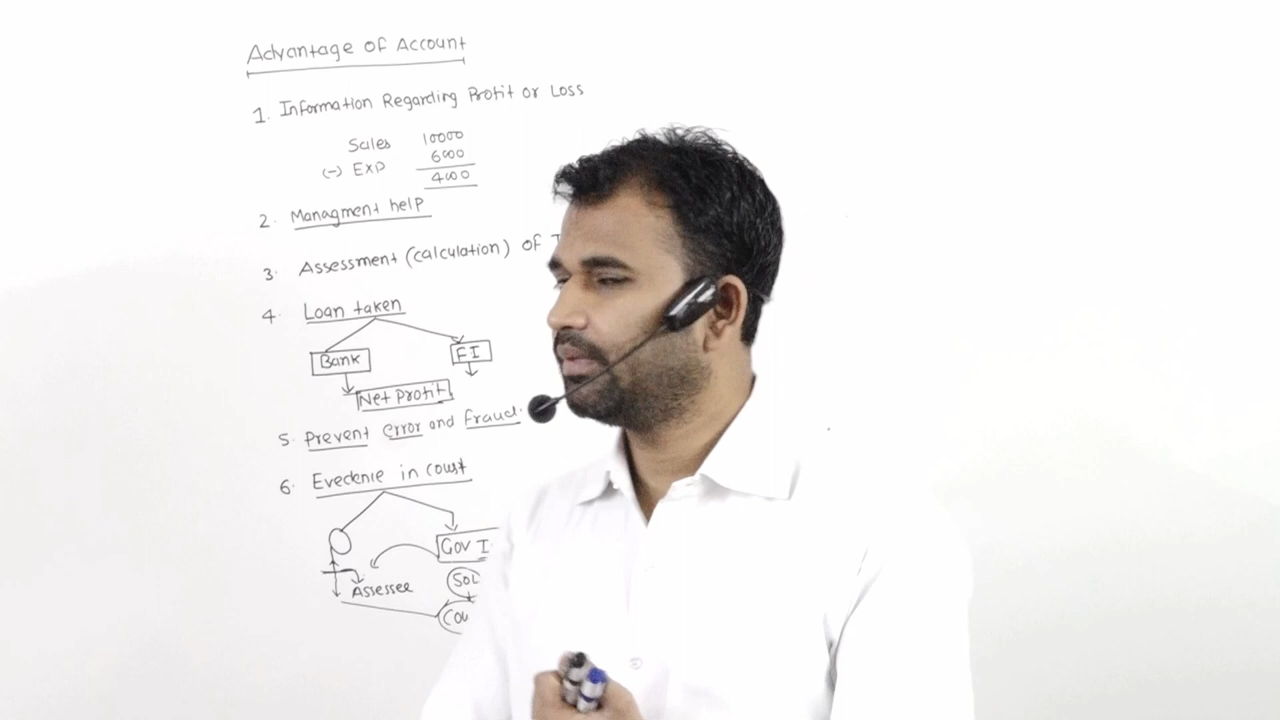 Advantage of Account
1. Information Regarding Profit or Loss
Sales 10000
(-) EXP 6000
4000
2. Managment help
3. Assessment (calculation) of
4. Loan taken
Bank FI
Net profit
5. Prevent error and fraud.
6. Evedenie in court
Gov I
Assessee